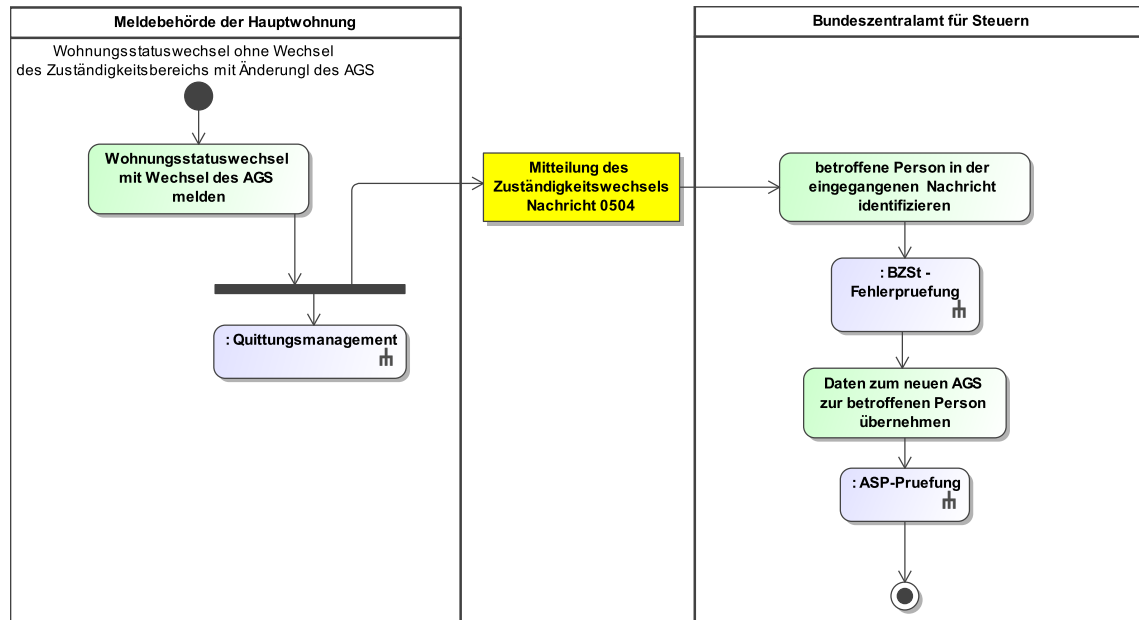 Meldebehörde der Hauptwohnung
Wohnungsstatuswechsel ohne Wechsel
des Zuständigkeitsbereichs mit Änderungl des AGS
Wohnungsstatuswechsel
mit Wechsel des AGS
melden
: Quittungsmanagement
Mitteilung des
Zuständigkeitswechsels
Nachricht 0504
Bundeszentralamt für Steuern
betroffene Person in der
eingegangenen Nachricht
identifizieren
: BZSt -
Fehlerpruefung
Daten zum neuen AGS
zur betroffenen Person
übernehmen
: ASP-Pruefung